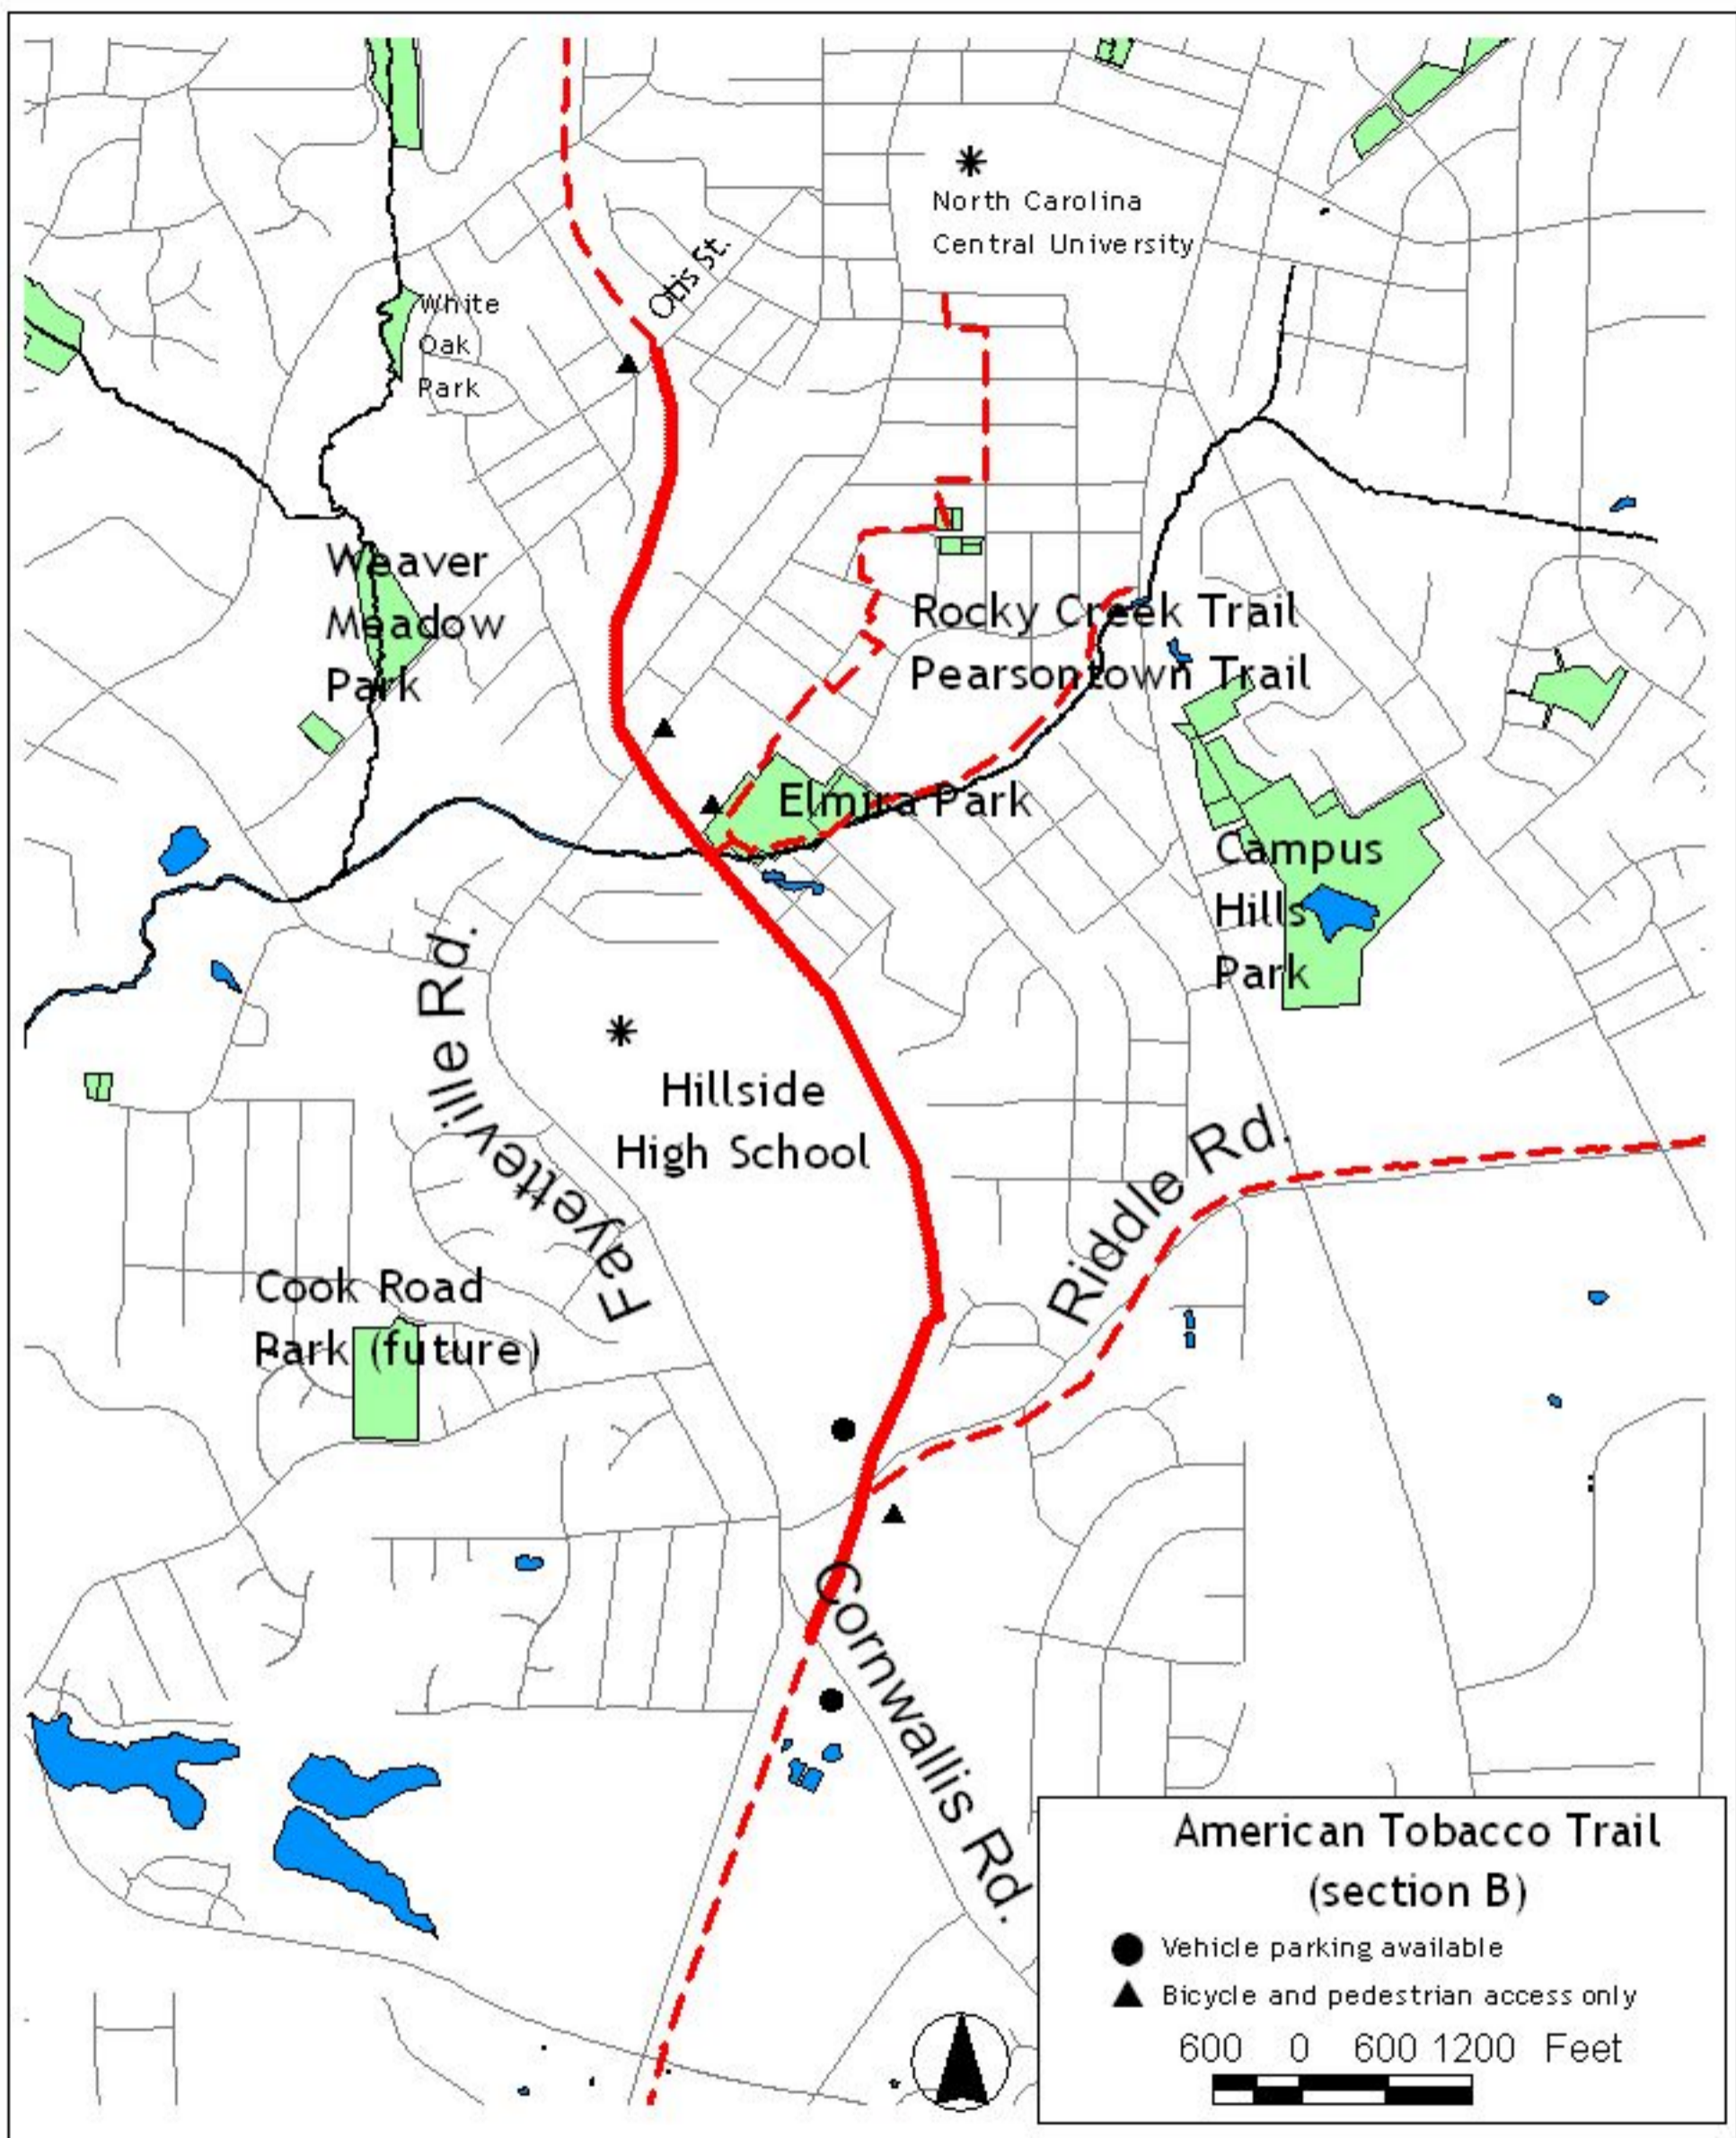 North Carolina
Central University
Otis St.
White
Oak
Park
Weaver
Meadow
Park
Rocky Creek Trail
Pearsontown Trail
Elmira Park
Campus
Hills
Park
Fayetteville Rd.
Hillside
High School
Riddle Rd.
Cook Road
Park (future)
Cornwallis Rd.
American Tobacco Trail
(section B)
Vehicle parking available
Bicycle and pedestrian access only
600 0 600 1200 Feet